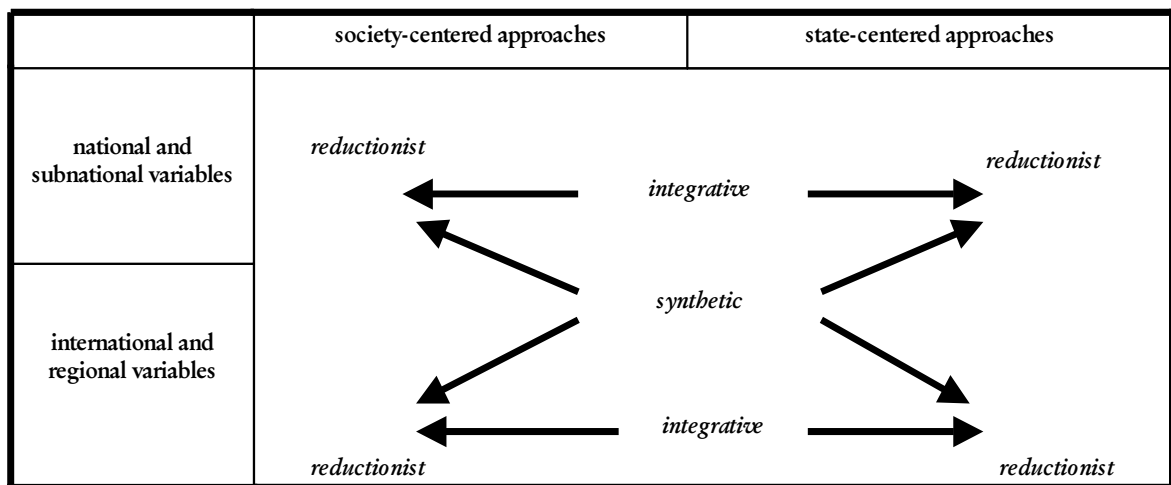 society-centered approaches
state-centered approaches
national and
subnational variables
reductionist
reductionist
integrative
synthetic
international and
regional variables
integrative
reductionist
reductionist